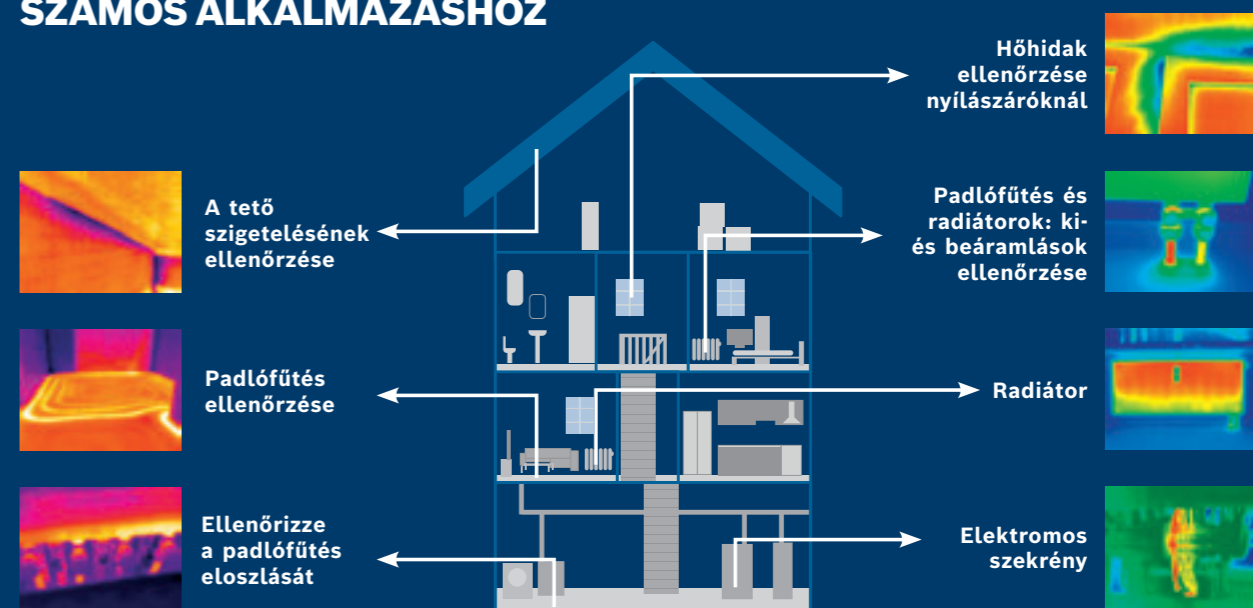 SZÁMOS ALKALMAZÁSHOZ
A tető
szigetelésének
ellenőrzése
Padlófűtés
ellenőrzése
Ellenőrizze
a padlófűtés
eloszlását
Hőhidak
ellenőrzése
nyílászáróknál
Padlófűtés és
radiátorok: ki-
és beáramlások
ellenőrzése
Radiátor
Elektromos
szekrény